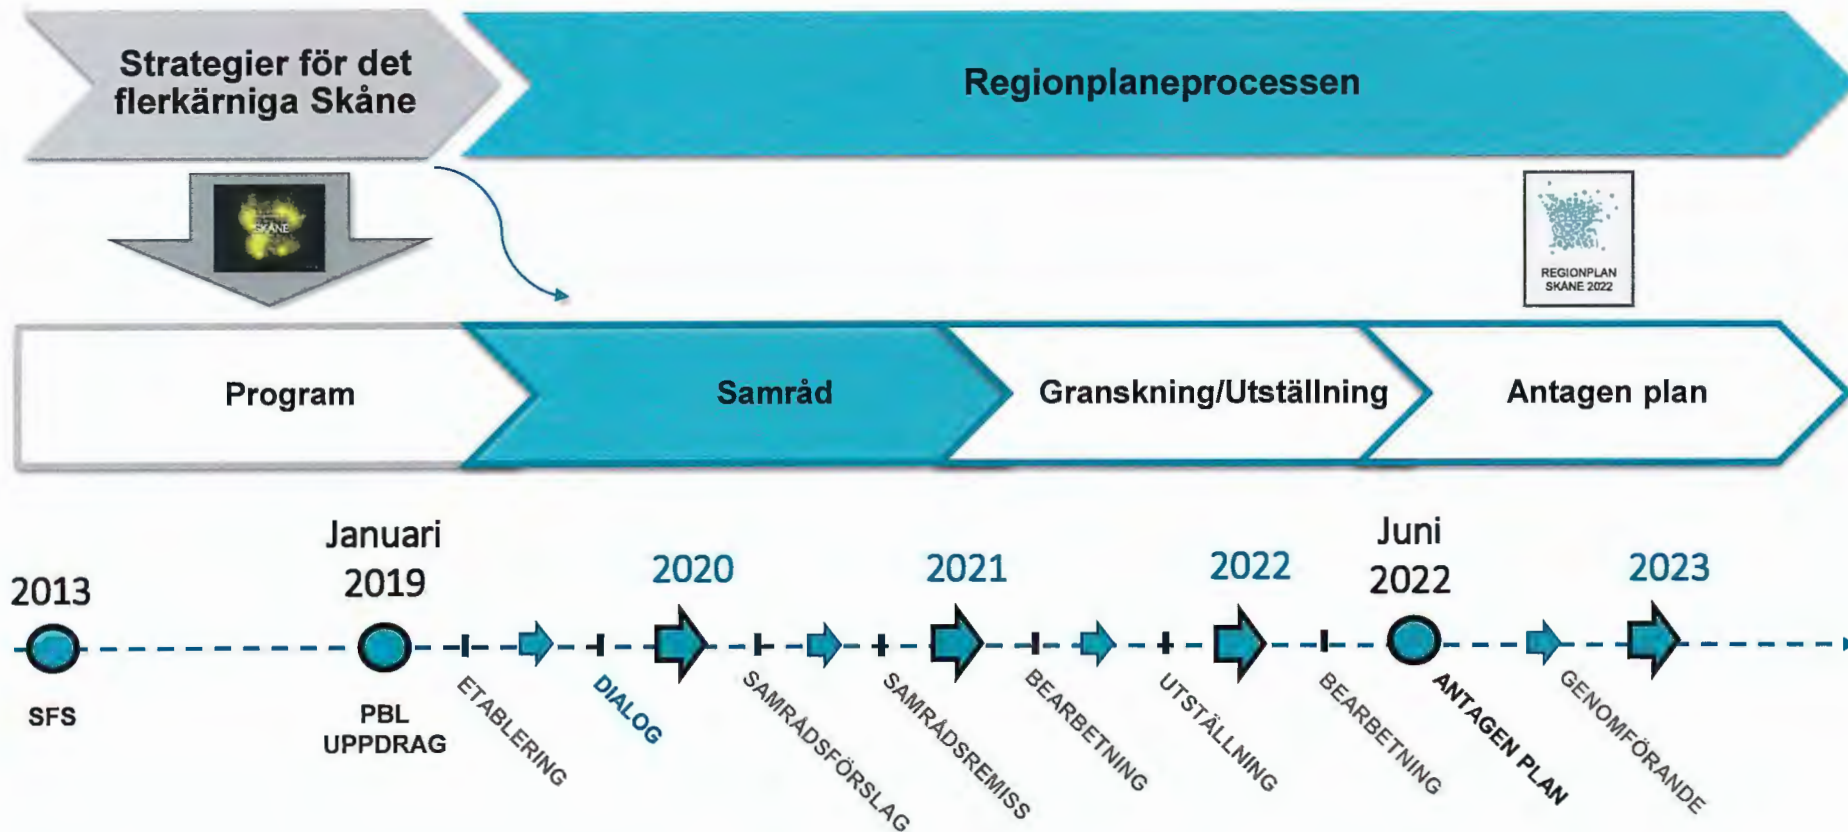 Strategier för det
flerkärniga Skåne
Regionplaneprocessen
SKÅNE
REGIONPLAN
SKÅNE 2022
Program
Samråd
Granskning/Utställning
Antagen plan
2013
Januari
2019
2020
2021
2022
Juni
2022
2023
SFS
PBL
UPPDRAG
ETABLERING
DIALOG
SAMRÅDSFÖRSLAG
SAMRÅDSREMISS
BEARBETNING
UTSTÄLLNING
BEARBETNING
ANTAGEN PLAN
GENOMFÖRANDE